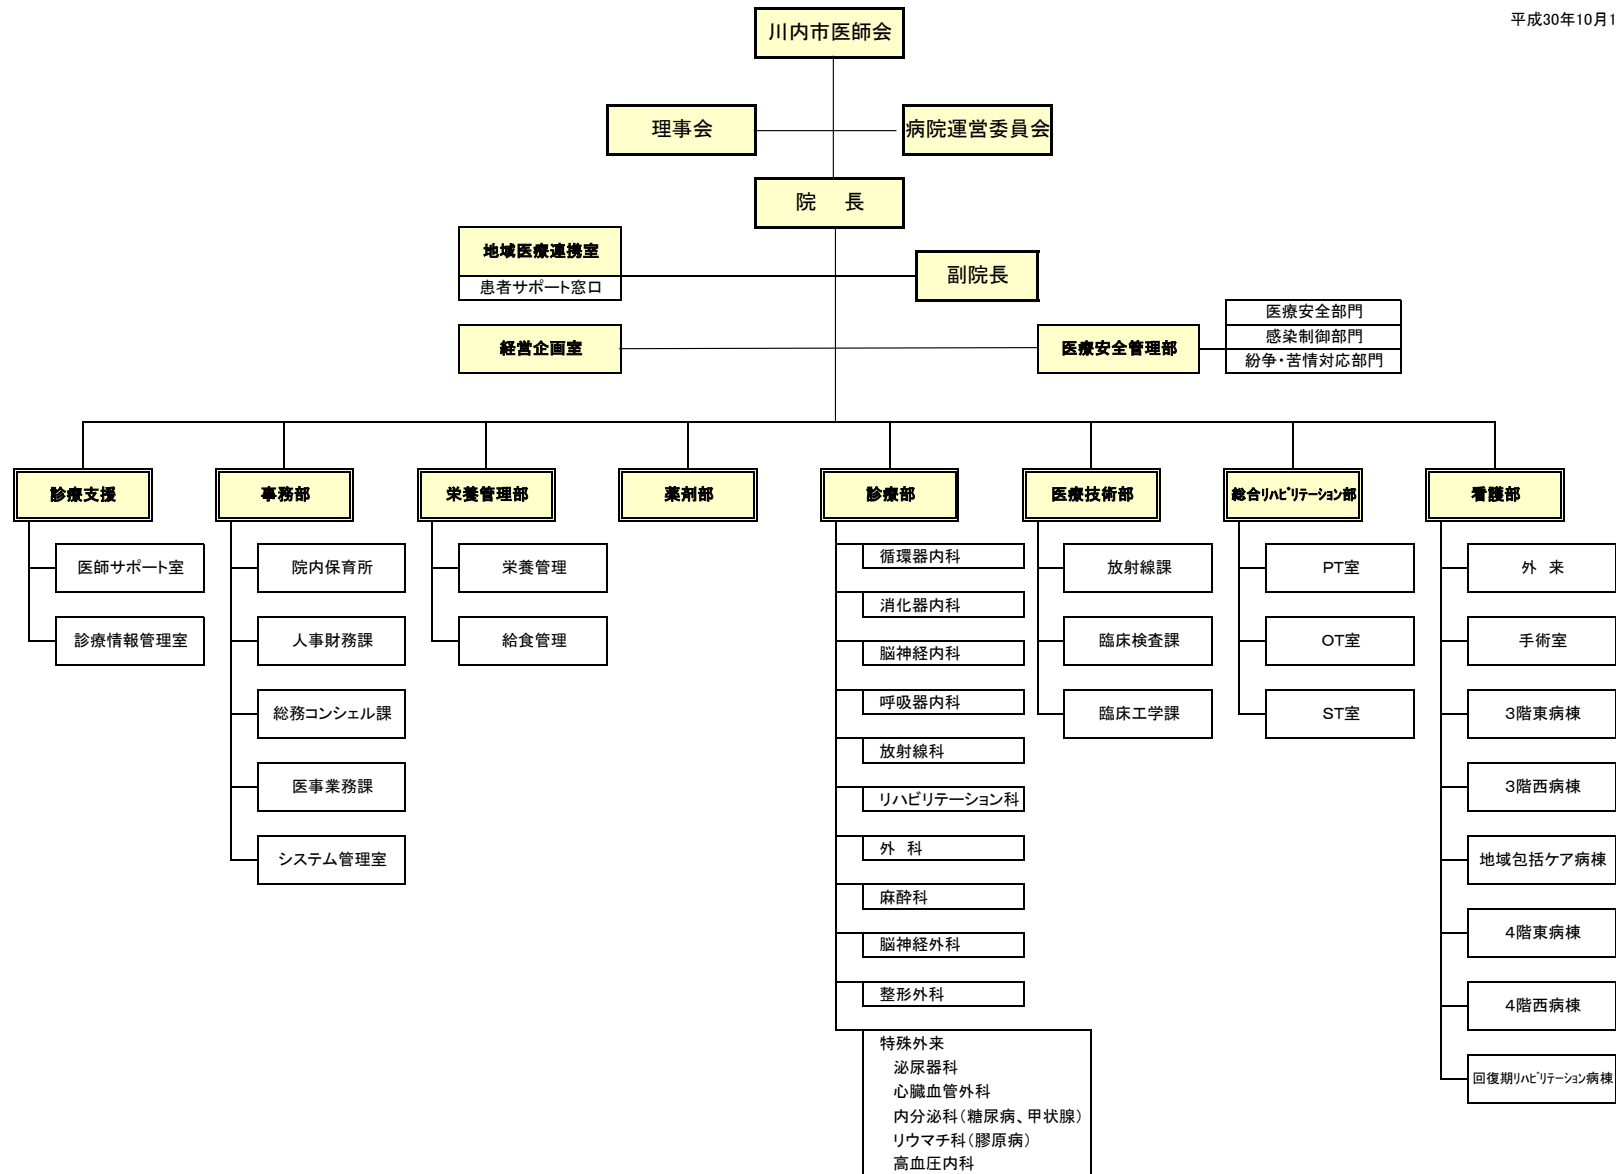 平成30年10月1
川内市医師会
理事会
病院運営委員会
院　長
地域医療連携室
患者サポート窓口
副院長
経営企画室
医療安全管理部
医療安全部門
感染制御部門
紛争・苦情対応部門
診療支援
医師サポート室
診療情報管理室
事務部
院内保育所
人事財務課
総務コンシェル課
医事業務課
システム管理室
栄養管理部
栄養管理
給食管理
薬剤部
診療部
循環器内科
消化器内科
脳神経内科
呼吸器内科
放射線科
リハビリテーション科
外　科
麻酔科
脳神経外科
整形外科
特殊外来
泌尿器科
心臓血管外科
内分泌科（糖尿病、甲状腺）
リウマチ科（膠原病）
高血圧内科
医療技術部
放射線課
臨床検査課
臨床工学課
総合ﾘﾊﾋﾞﾘﾃｰｼｮﾝ部
PT室
OT室
ST室
看護部
外　来
手術室
3階東病棟
3階西病棟
地域包括ケア病棟
4階東病棟
4階西病棟
回復期ﾘﾊﾋﾞﾘﾃｰｼｮﾝ病棟